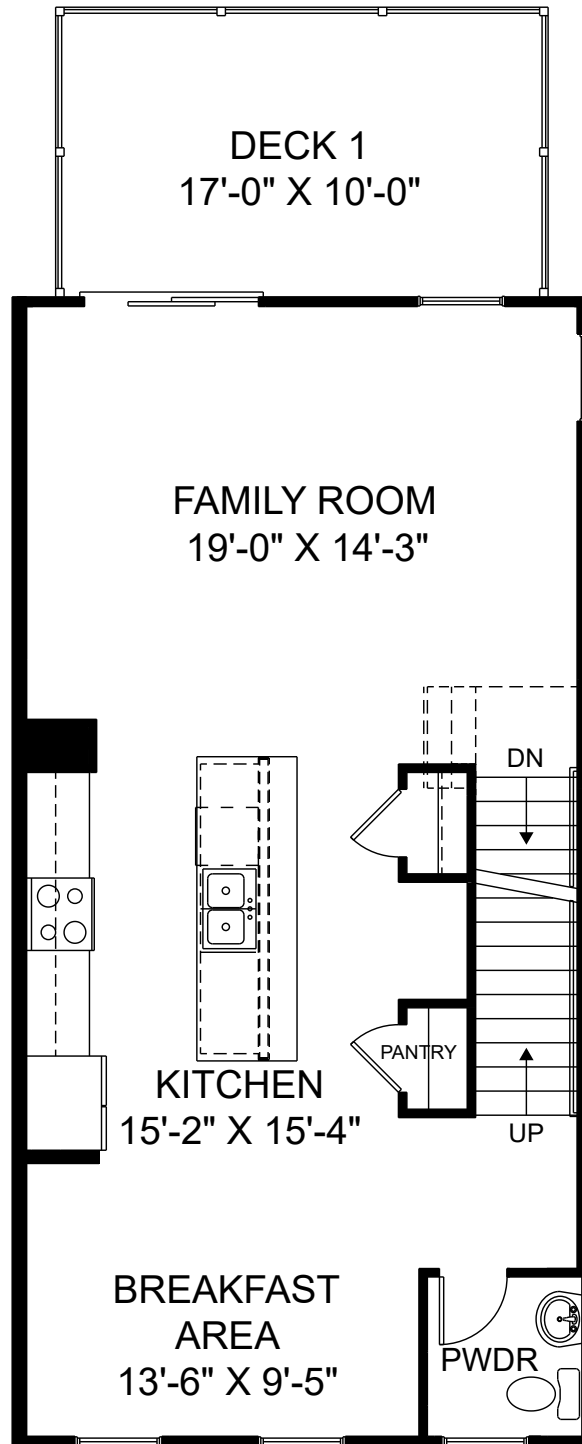 DECK 1
17'-0" X 10'-0"
FAMILY ROOM
19'-0" X 14'-3"
DN
PANTRY
KITCHEN
15'-2" X 15'-4"
UP
BREAKFAST
AREA
13'-6" X 9'-5"
PWDR